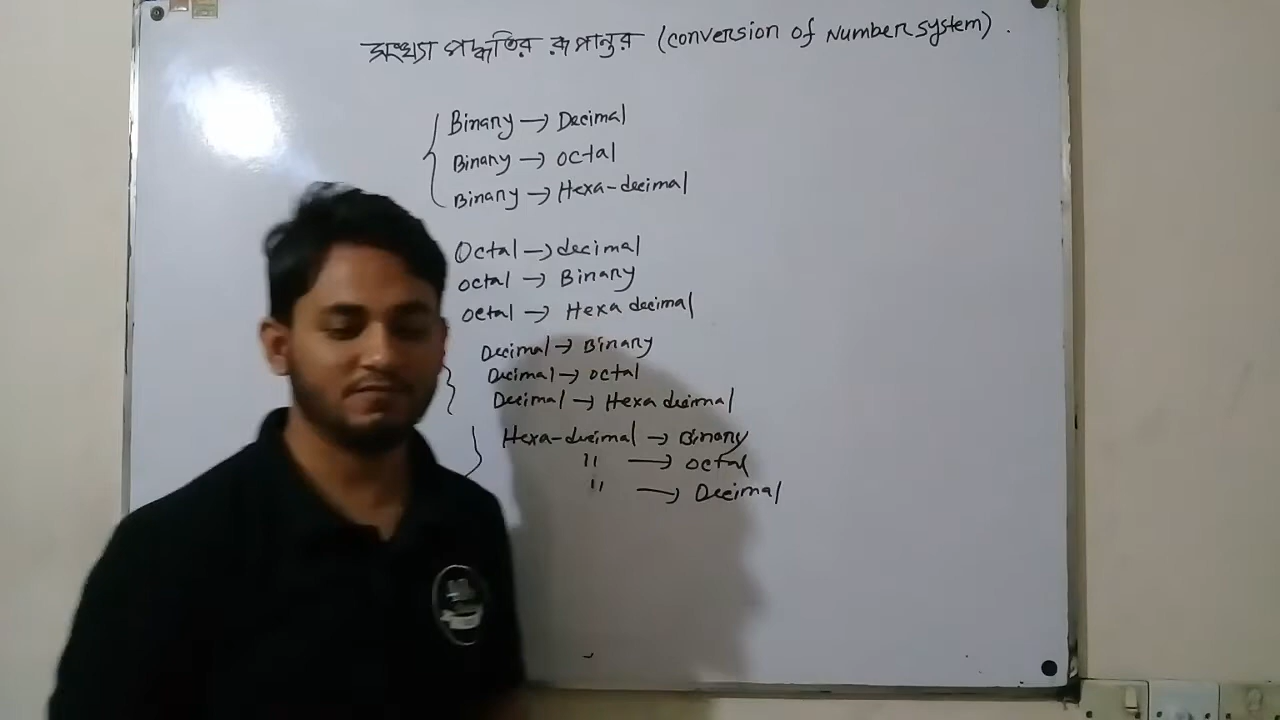 সংখ্যা পদ্ধতির রূপান্তর (conversion of Number system).
Binary → Decimal
Binary → octal
Binary → Hexa-decimal
Octal → decimal
octal → Binary
octal → Hexa decimal
Decimal → Binary
Decimal → octal
Decimal → Hexa decimal
Hexa-decimal → Binary
" → octal
" → Decimal